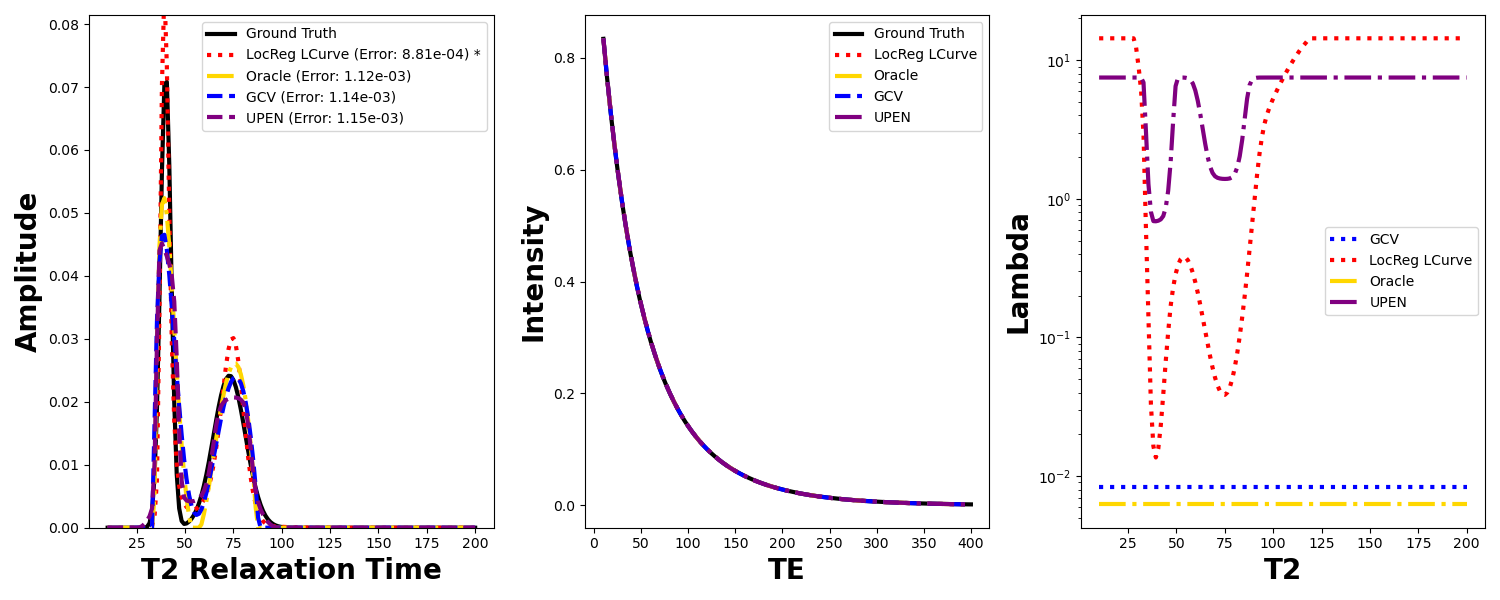 0.08
0.07
0.06
0.05
0.04
0.03
0.02
0.01
0.00
25
50
75
100
125
150
175
200
Amplitude
T2 Relaxation Time
Ground Truth
LocReg LCurve (Error: 8.81e-04) *
Oracle (Error: 1.12e-03)
GCV (Error: 1.14e-03)
UPEN (Error: 1.15e-03)
0.8
0.6
0.4
0.2
0.0
0
50
100
150
200
250
300
350
400
Intensity
TE
Ground Truth
LocReg LCurve
Oracle
GCV
UPEN
10¹
10⁰
10⁻¹
10⁻²
25
50
75
100
125
150
175
200
Lambda
T2
GCV
LocReg LCurve
Oracle
UPEN